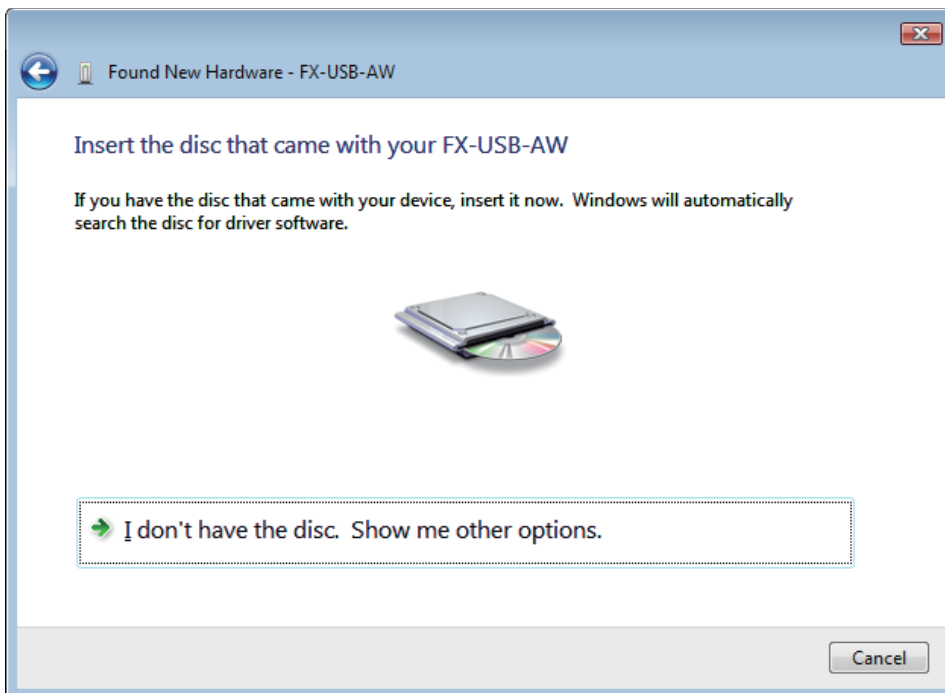 Found New Hardware - FX-USB-AW
Insert the disc that came with your FX-USB-AW
If you have the disc that came with your device, insert it now.  Windows will automatically
search the disc for driver software.
I don't have the disc.  Show me other options.
Cancel